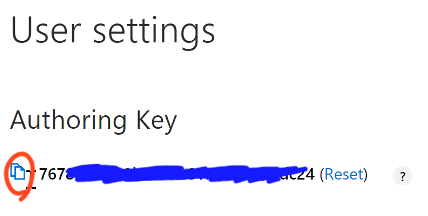 User settings
Authoring Key
7678 ac24 (Reset) ?